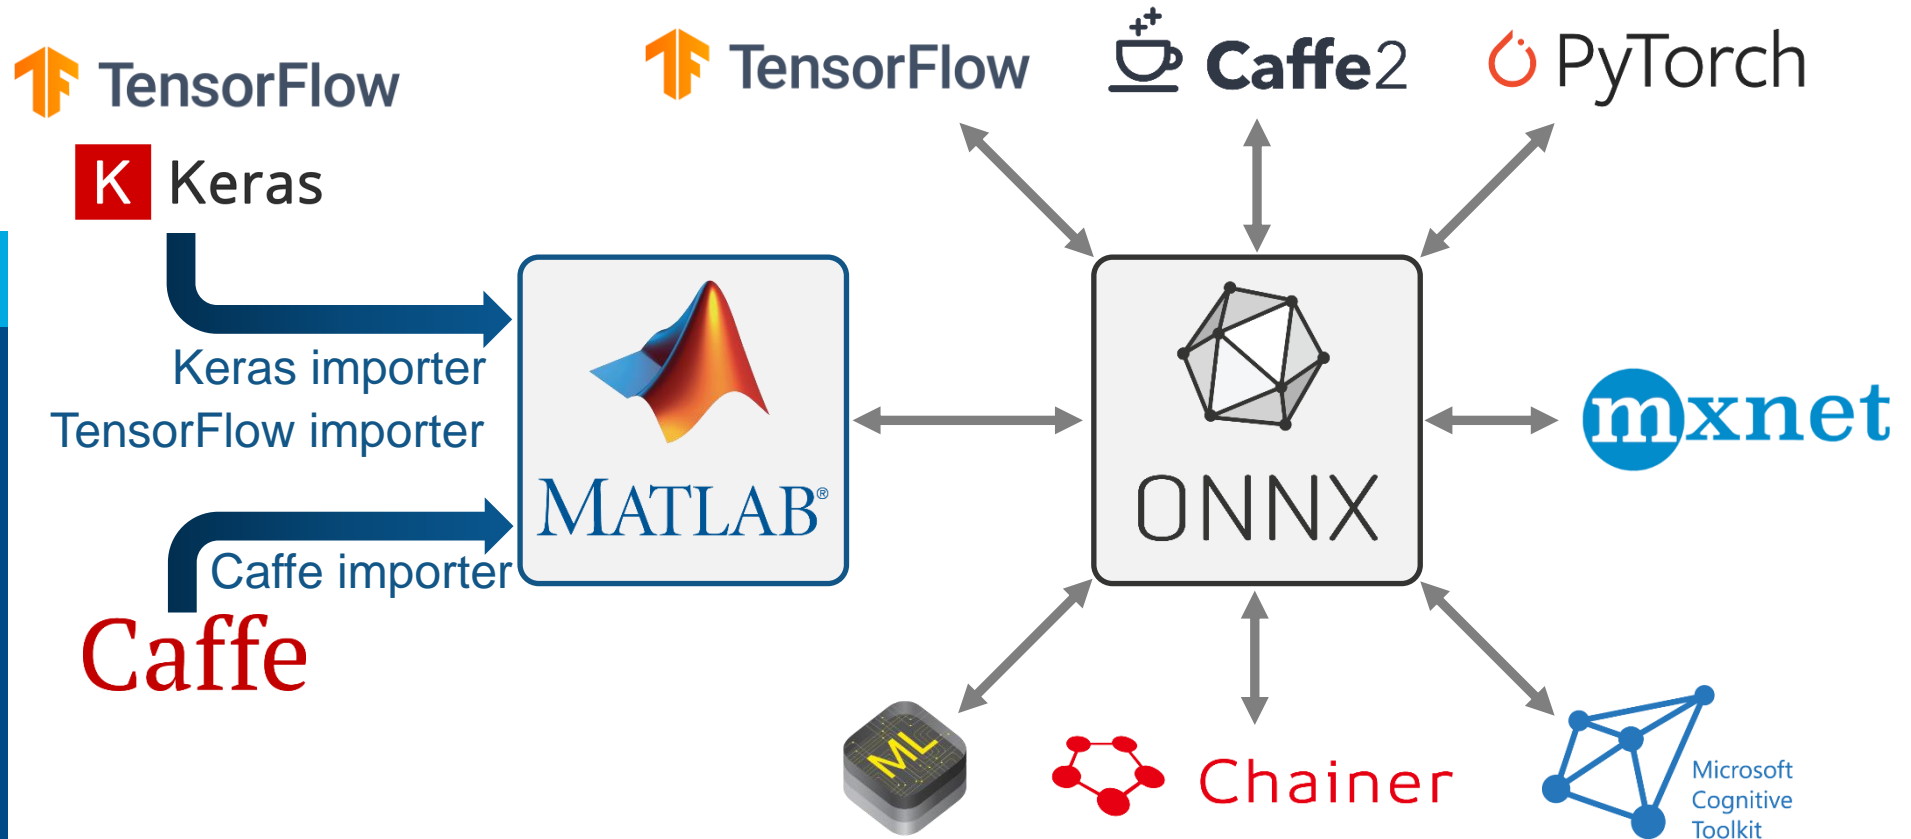 TensorFlow
K Keras
Keras importer
TensorFlow importer
Caffe importer
Caffe
MATLAB®
TensorFlow
Caffe2
PyTorch
ONNX
mxnet
ML
Chainer
Microsoft
Cognitive
Toolkit